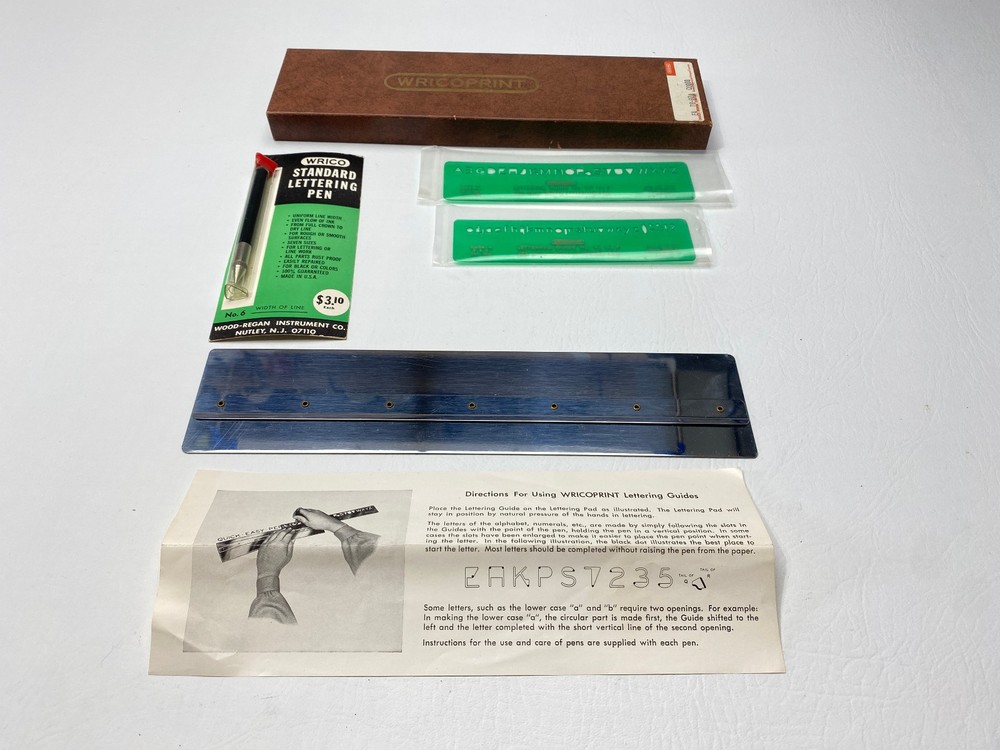 WRICOPRINT
WRICO
STANDARD
LETTERING
PEN
• UNIFORM LINE WIDTH
• EVEN FLOW OF INK
• FROM FULL CROWN TO
DRY LINE
• FOR ROUGH OR SMOOTH
SURFACES
• SEVEN SIZES
• FOR LETTERING OR
LINE WORK
• ALL PARTS RUST PROOF
• EASILY REPAIRED
• FOR BLACK OR COLORS
• 100% GUARANTEED
• MADE IN U.S.A.
$3.10
Each
No. 6 WIDTH OF LINE
WOOD-REGAN INSTRUMENT CO.
NUTLEY, N.J. 07110
QUICK, EASY
Directions For Using WRICOPRINT Lettering Guides
Place the Lettering Guide on the Lettering Pad as illustrated. The Lettering Pad will
stay in position by natural pressure of the hands in lettering.
The letters of the alphabet, numerals, etc., are made by simply following the slots in
the Guides with the point of the pen, holding the pen in a vertical position. In some
cases the slots have been enlarged to make it easier to place the pen point when start-
ing the letter. In the following illustration, the black dot illustrates the best place to
start the letter. Most letters should be completed without raising the pen from the paper.
EAKPST7235
TAIL OF Q
TAIL OF R
Some letters, such as the lower case "a" and "b" require two openings. For example:
In making the lower case "a", the circular part is made first, the Guide shifted to the
left and the letter completed with the short vertical line of the second opening.
Instructions for the use and care of pens are supplied with each pen.